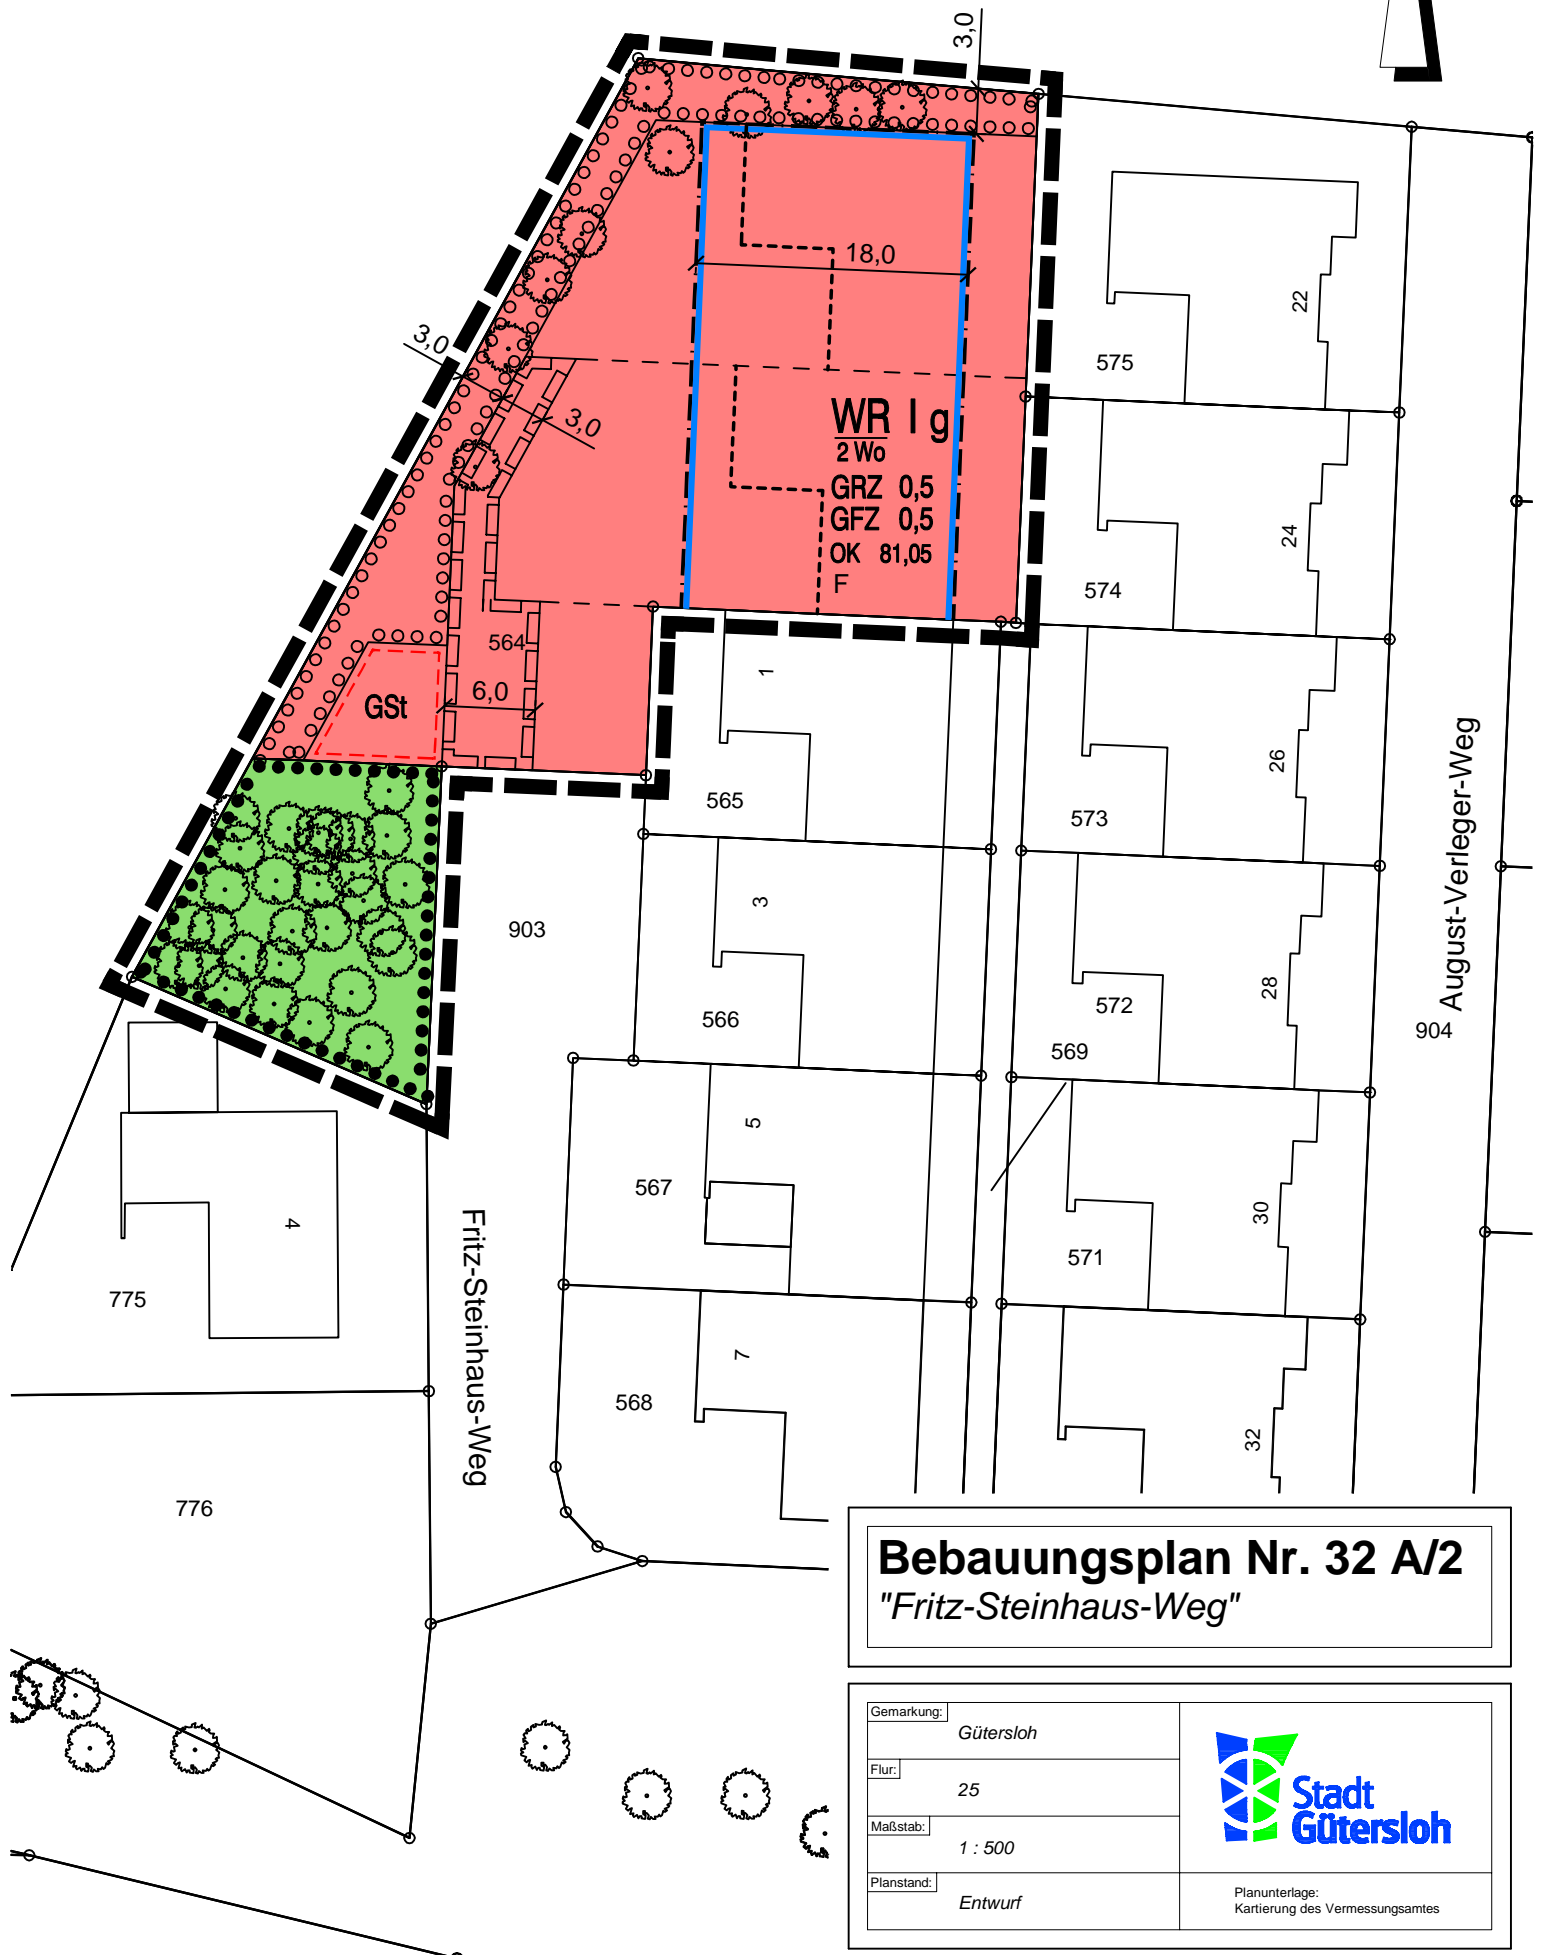 3,0
18,0
3,0
3,0
WR I g
2 Wo
GRZ 0,5
GFZ 0,5
OK 81,05
F
564
6,0
GSt
575
22
574
24
1
565
573
26
August-Verleger-Weg
903
3
566
572
28
569
904
5
567
571
30
4
775
Fritz-Steinhaus-Weg
7
568
32
776
Bebauungsplan Nr. 32 A/2
"Fritz-Steinhaus-Weg"
Gemarkung:
Gütersloh
Flur:
25
Maßstab:
1 : 500
Planstand:
Entwurf
Stadt
Gütersloh
Planunterlage:
Kartierung des Vermessungsamtes